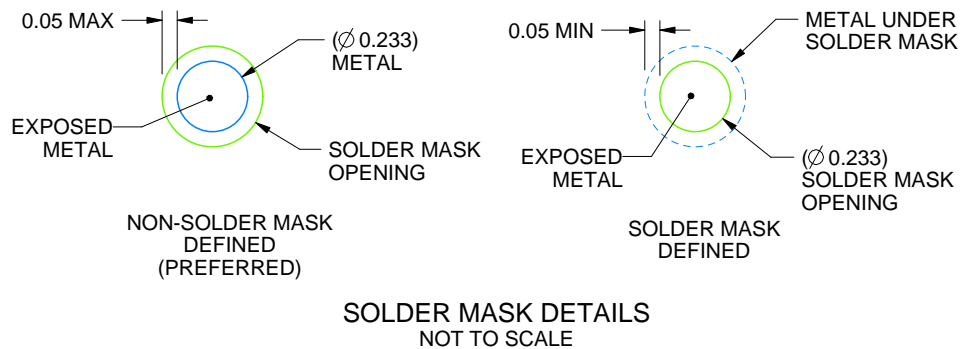 0.05 MAX
(Ø 0.233)
METAL
EXPOSED
METAL
SOLDER MASK
OPENING
NON-SOLDER MASK
DEFINED
(PREFERRED)
0.05 MIN
METAL UNDER
SOLDER MASK
EXPOSED
METAL
(Ø 0.233)
SOLDER MASK
OPENING
SOLDER MASK
DEFINED
SOLDER MASK DETAILS
NOT TO SCALE